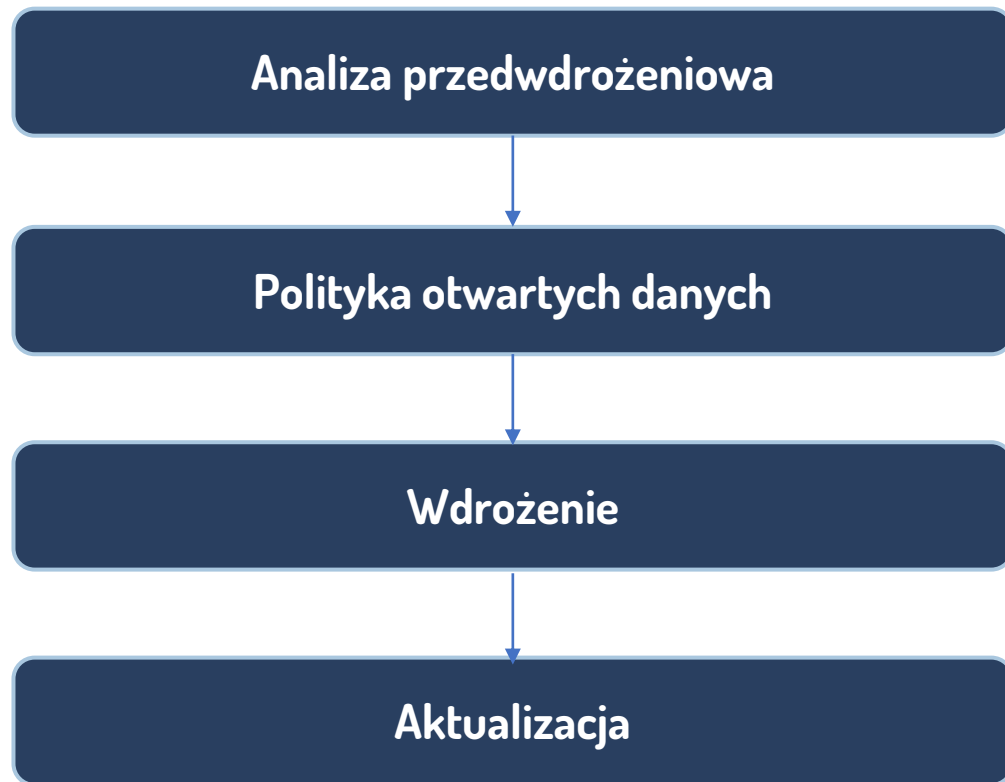 Analiza przedwdrożeniowa
Polityka otwartych danych
Wdrożenie
Aktualizacja